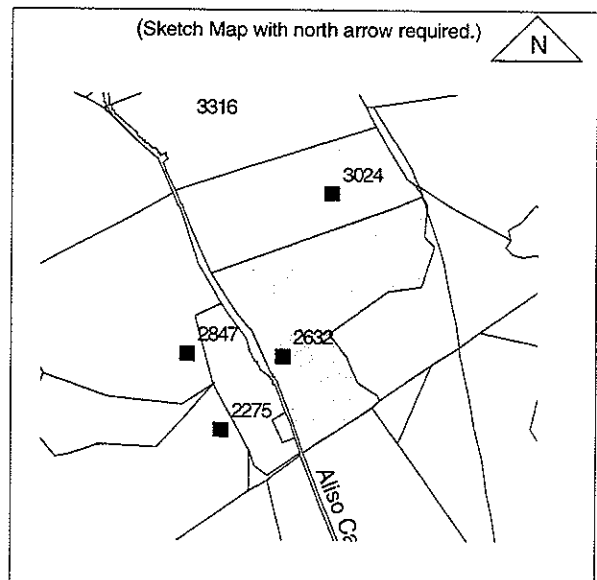 (Sketch Map with north arrow required.)
N
3316
3024
2847
2632
2275
Aliso Ca